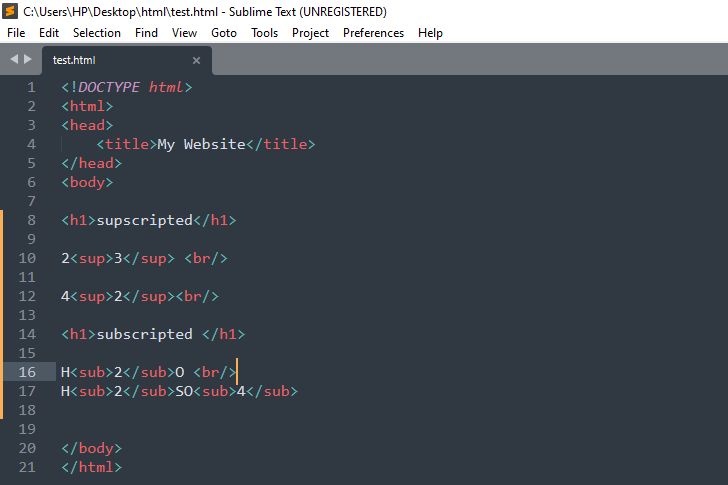 C:\Users\HP\Desktop\html\test.html - Sublime Text (UNREGISTERED)
File Edit Selection Find View Goto Tools Project Preferences Help
test.html ×
1 <!DOCTYPE html>
2 <html>
3 <head>
4     <title>My Website</title>
5 </head>
6 <body>
7
8 <h1>supscripted</h1>
9
10 2<sup>3</sup> <br/>
11
12 4<sup>2</sup><br/>
13
14 <h1>subscripted </h1>
15
16 H<sub>2</sub>O <br/>
17 H<sub>2</sub>SO<sub>4</sub>
18
19
20 </body>
21 </html>